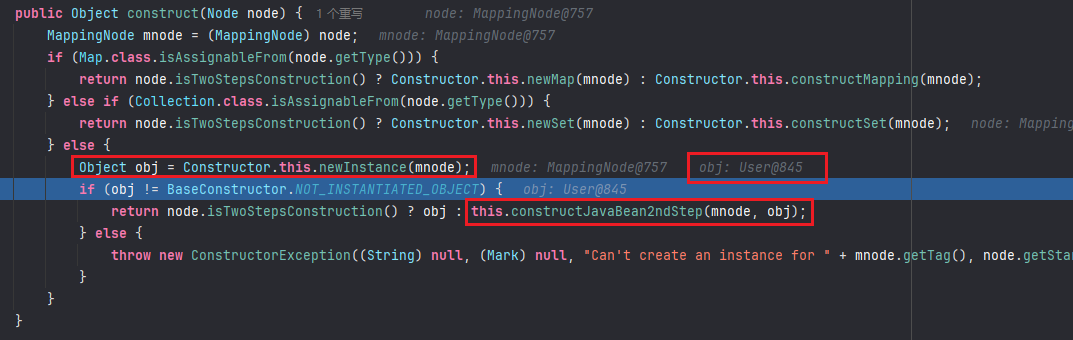 public Object construct(Node node) { 1 个重写 node: MappingNode@757
MappingNode mnode = (MappingNode) node; mnode: MappingNode@757
if (Map.class.isAssignableFrom(node.getType())) {
return node.isTwoStepsConstruction() ? Constructor.this.newMap(mnode) : Constructor.this.constructMapping(mnode);
} else if (Collection.class.isAssignableFrom(node.getType())) {
return node.isTwoStepsConstruction() ? Constructor.this.newSet(mnode) : Constructor.this.constructSet(mnode); node: Mapping
} else {
Object obj = Constructor.this.newInstance(mnode); mnode: MappingNode@757 obj: User@845
if (obj != BaseConstructor.NOT_INSTANTIATED_OBJECT) { obj: User@845
return node.isTwoStepsConstruction() ? obj : this.constructJavaBean2ndStep(mnode, obj);
} else {
throw new ConstructorException((String) null, (Mark) null, "Can't create an instance for " + mnode.getTag(), node.getSta
}
}
}